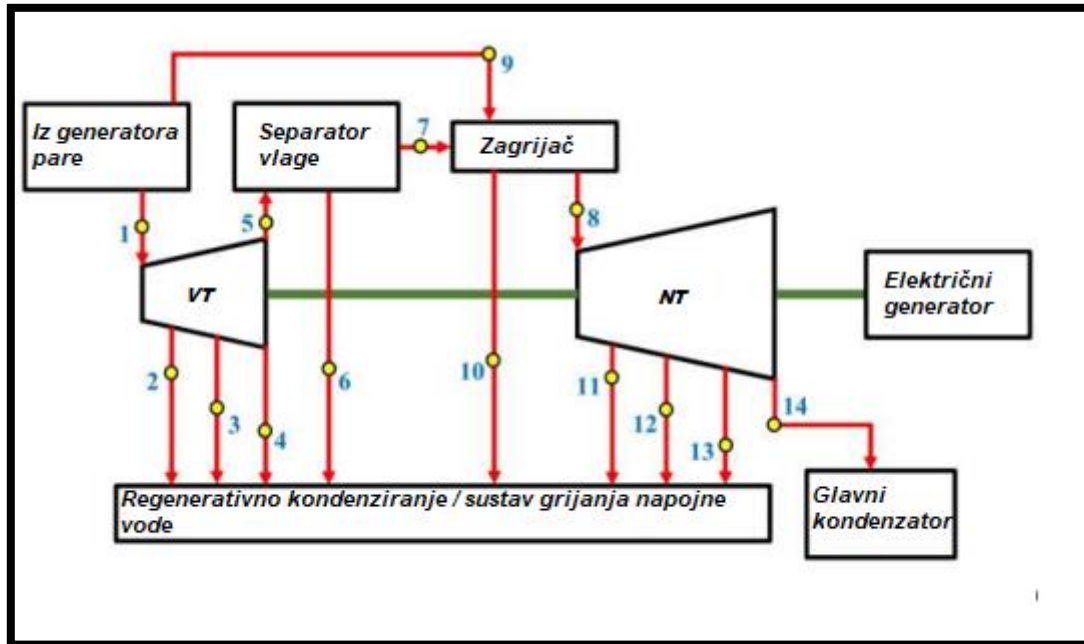 9
Iz generatora
pare
Separator
vlage
7
Zagrijač
1
5
8
VT
NT
Električni
generator
2
3
4
6
10
11
12
13
14
Regenerativno kondenziranje / sustav grijanja napojne
vode
Glavni
kondenzator